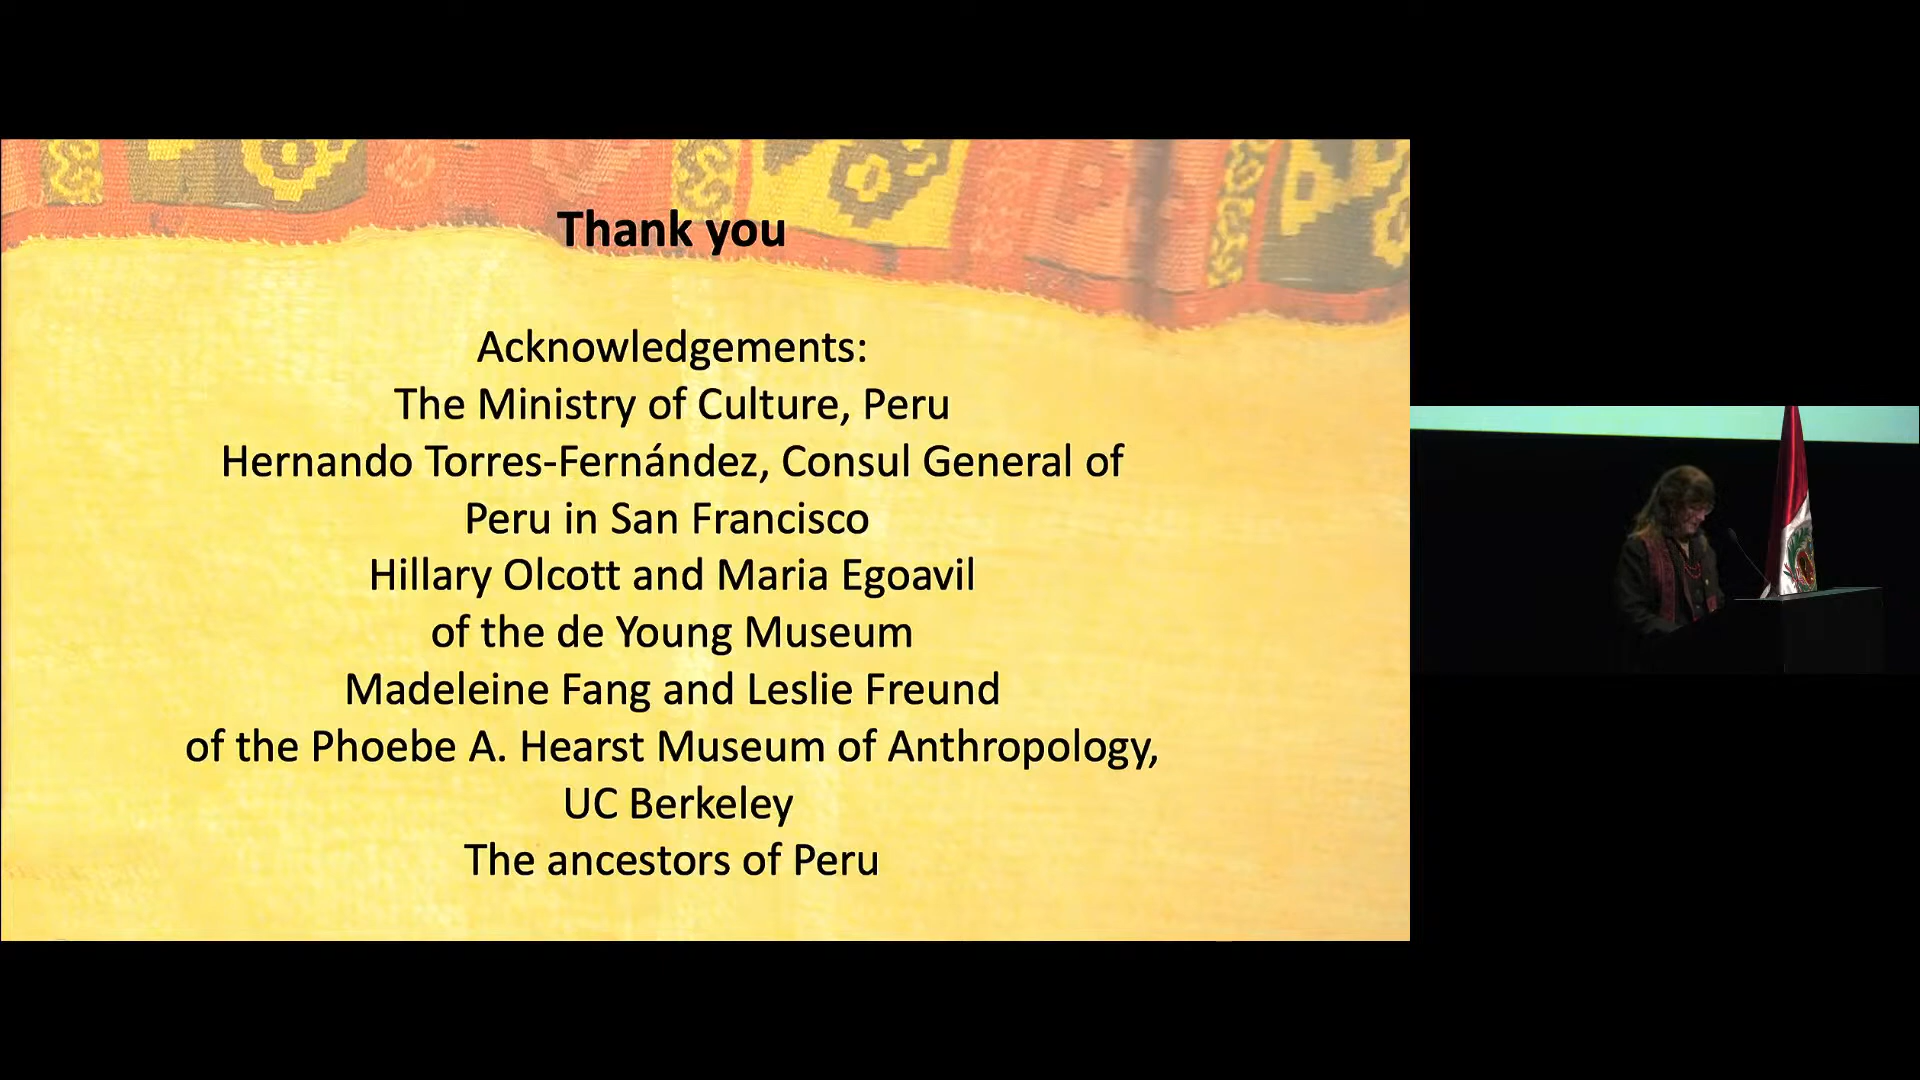 Thank you
Acknowledgements:
The Ministry of Culture, Peru
Hernando Torres-Fernández, Consul General of
Peru in San Francisco
Hillary Olcott and Maria Egoavil
of the de Young Museum
Madeleine Fang and Leslie Freund
of the Phoebe A. Hearst Museum of Anthropology,
UC Berkeley
The ancestors of Peru